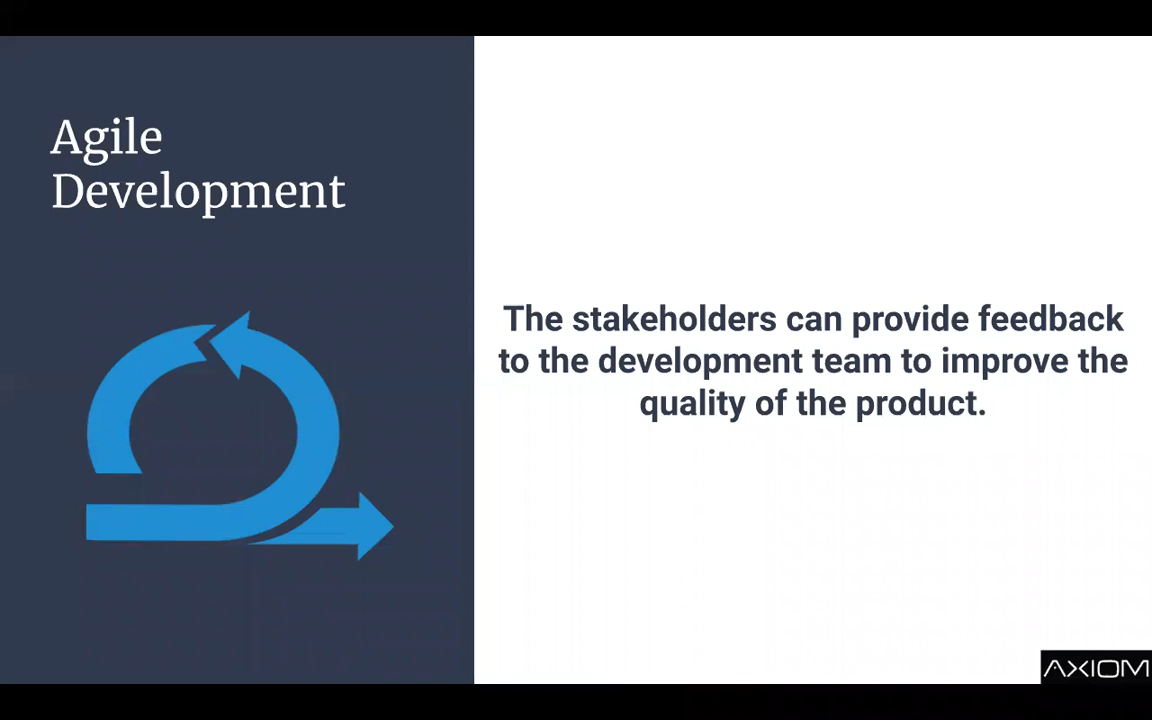 Agile
Development
The stakeholders can provide feedback
to the development team to improve the
quality of the product.
AXIOM